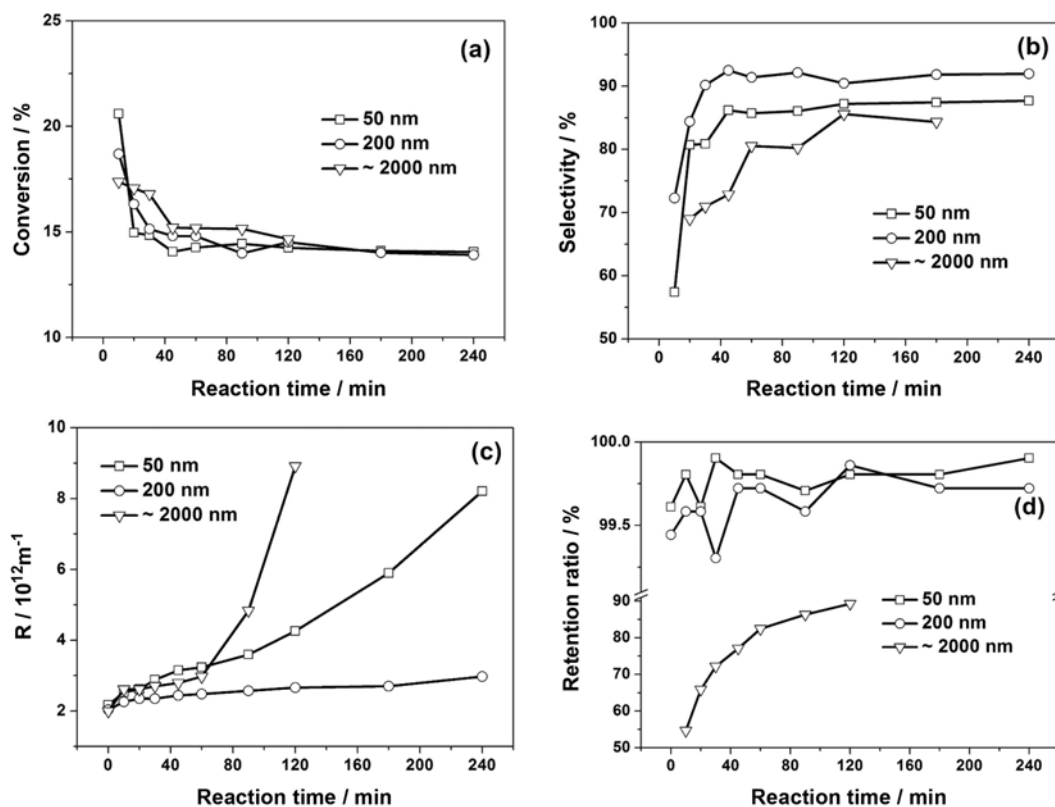 (a)
25
20
15
10
Conversion / %
50 nm
200 nm
~ 2000 nm
0 40 80 120 160 200 240
Reaction time / min
(b)
100
90
80
70
60
50
Selectivity / %
50 nm
200 nm
~ 2000 nm
0 40 80 120 160 200 240
Reaction time / min
(c)
10
8
6
4
2
R / 10¹²m⁻¹
50 nm
200 nm
~ 2000 nm
0 40 80 120 160 200 240
Reaction time / min
(d)
100.0
99.5
90
80
70
60
50
Retention ratio / %
50 nm
200 nm
~ 2000 nm
0 40 80 120 160 200 240
Reaction time / min